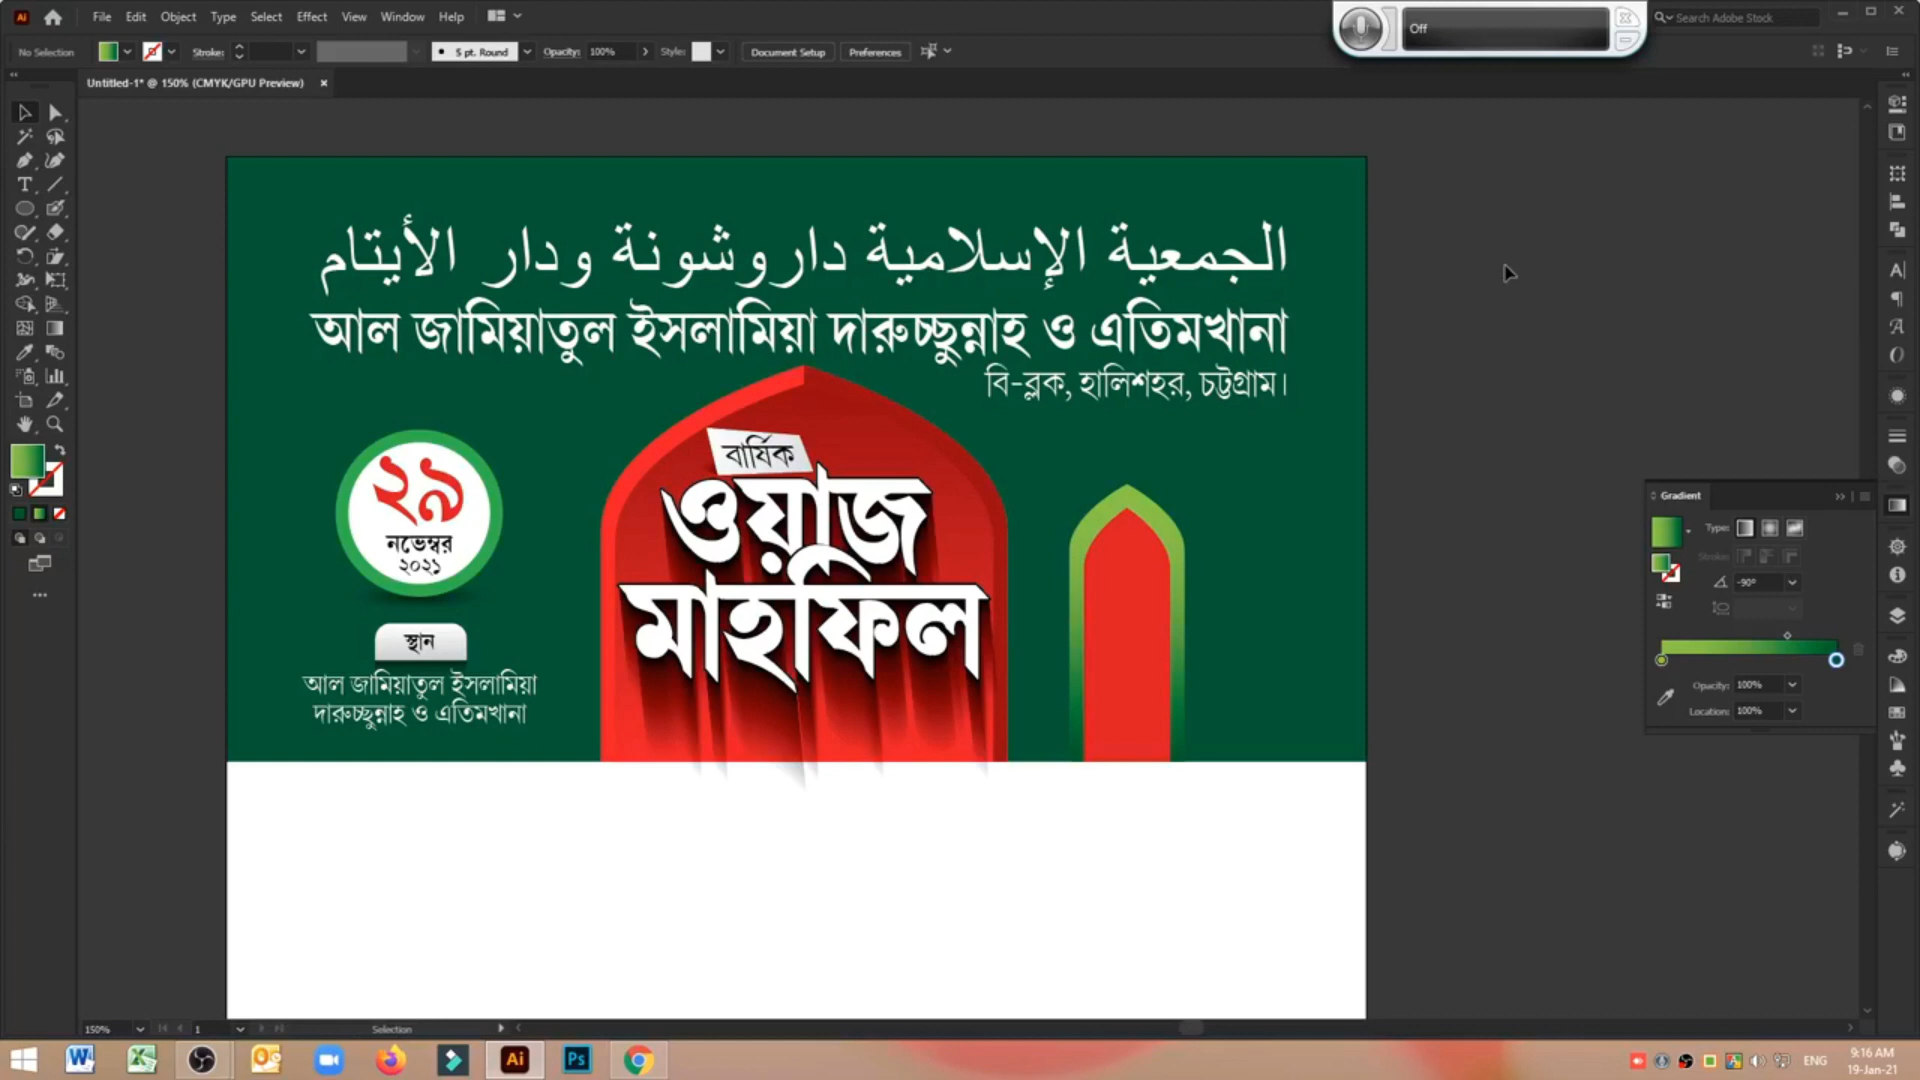 File Edit Object Type Select Effect View Window Help
Off
Search Adobe Stock
No Selection
Stroke:
5 pt. Round
Opacity: 100%
Style:
Document Setup
Preferences
Untitled-1* @ 150% (CMYK/GPU Preview)
الجمعية الإسلامية داروشونة ودار الأيتام
আল জামিয়াতুল ইসলামিয়া দারুচ্ছুন্নাহ ও এতিমখানা
বি-ব্লক, হালিশহর, চট্টগ্রাম।
বার্ষিক
ওয়াজ
মাহফিল
২৯
নভেম্বর
২০২১
স্থান
আল জামিয়াতুল ইসলামিয়া
দারুচ্ছুন্নাহ ও এতিমখানা
Gradient
Type:
Stroke:
-90°
Opacity: 100%
Location: 100%
150%
1
Selection
ENG
9:16 AM
19-Jan-21